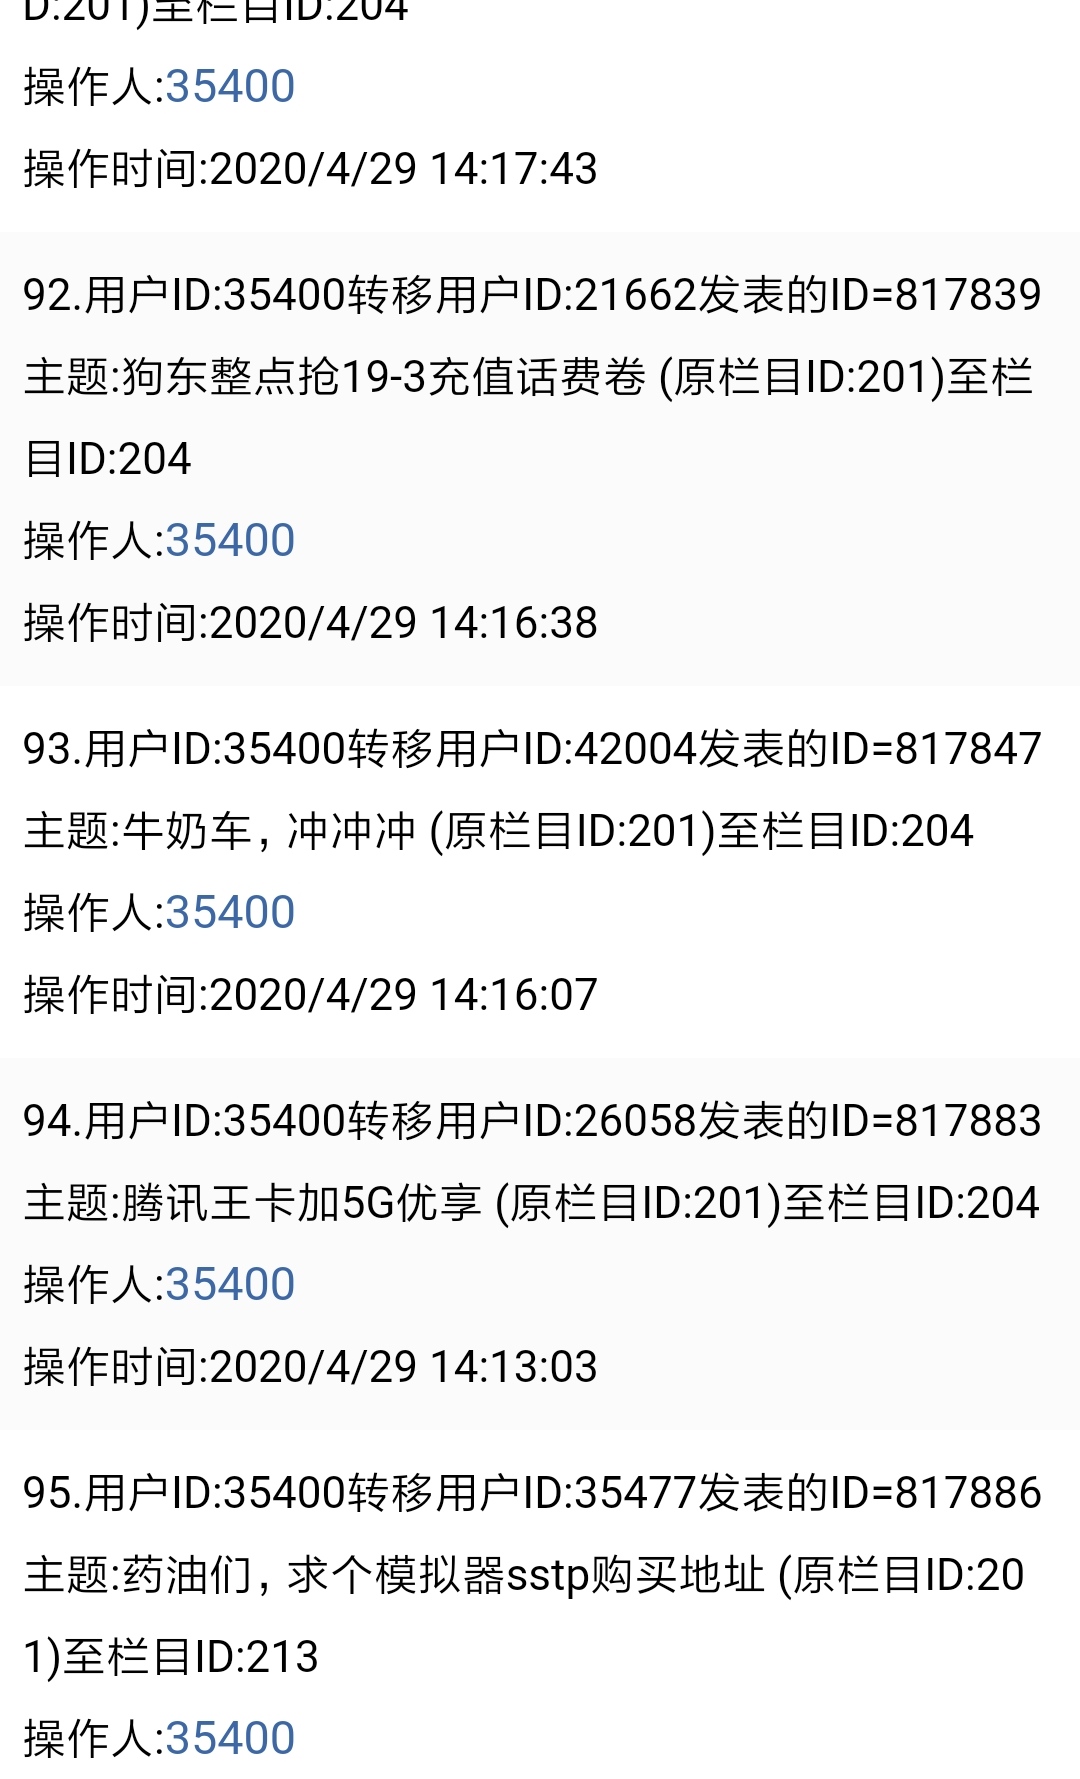 D:201)至栏目ID:204
操作人:35400
操作时间:2020/4/29 14:17:43
92.用户ID:35400转移用户ID:21662发表的ID=817839
主题:狗东整点抢19-3充值话费卷 (原栏目ID:201)至栏
目ID:204
操作人:35400
操作时间:2020/4/29 14:16:38
93.用户ID:35400转移用户ID:42004发表的ID=817847
主题:牛奶车，冲冲冲 (原栏目ID:201)至栏目ID:204
操作人:35400
操作时间:2020/4/29 14:16:07
94.用户ID:35400转移用户ID:26058发表的ID=817883
主题:腾讯王卡加5G优享 (原栏目ID:201)至栏目ID:204
操作人:35400
操作时间:2020/4/29 14:13:03
95.用户ID:35400转移用户ID:35477发表的ID=817886
主题:药油们，求个模拟器sstp购买地址 (原栏目ID:20
1)至栏目ID:213
操作人:35400